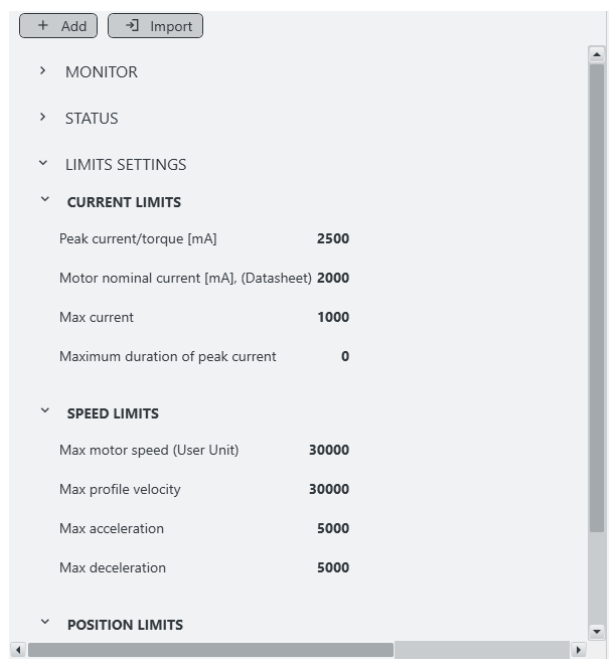 + Add Import
MONITOR
STATUS
LIMITS SETTINGS
CURRENT LIMITS
Peak current/torque [mA] 2500
Motor nominal current [mA], (Datasheet) 2000
Max current 1000
Maximum duration of peak current 0
SPEED LIMITS
Max motor speed (User Unit) 30000
Max profile velocity 30000
Max acceleration 5000
Max deceleration 5000
POSITION LIMITS